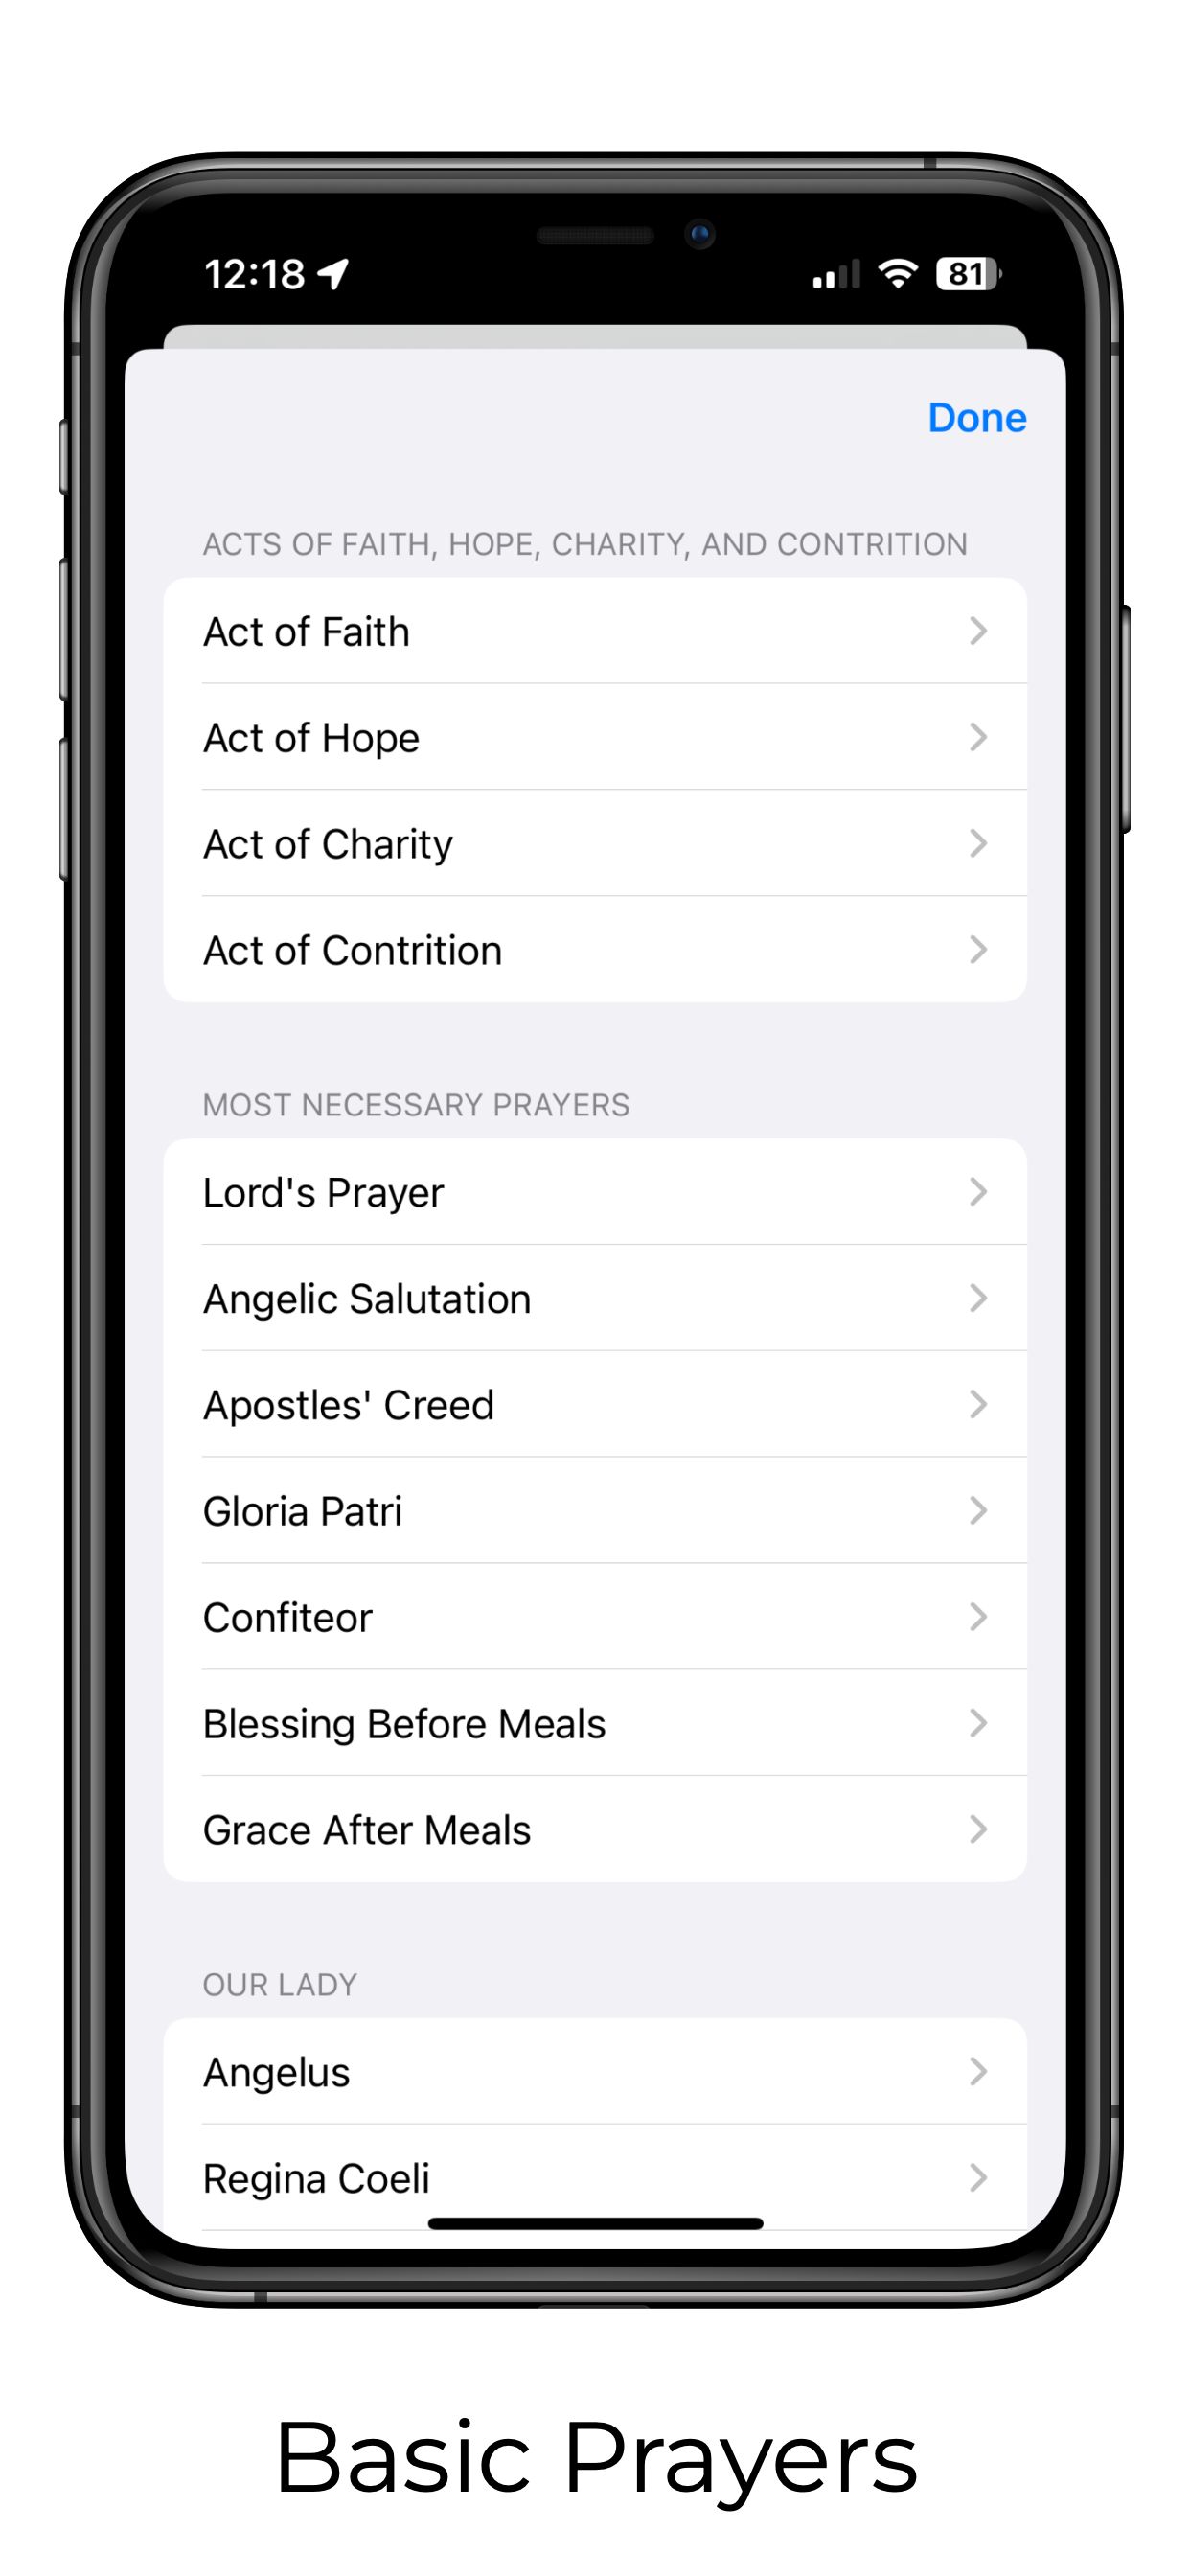 12:18
81
Done
ACTS OF FAITH, HOPE, CHARITY, AND CONTRITION
Act of Faith
Act of Hope
Act of Charity
Act of Contrition
MOST NECESSARY PRAYERS
Lord's Prayer
Angelic Salutation
Apostles' Creed
Gloria Patri
Confiteor
Blessing Before Meals
Grace After Meals
OUR LADY
Angelus
Regina Coeli
Basic Prayers